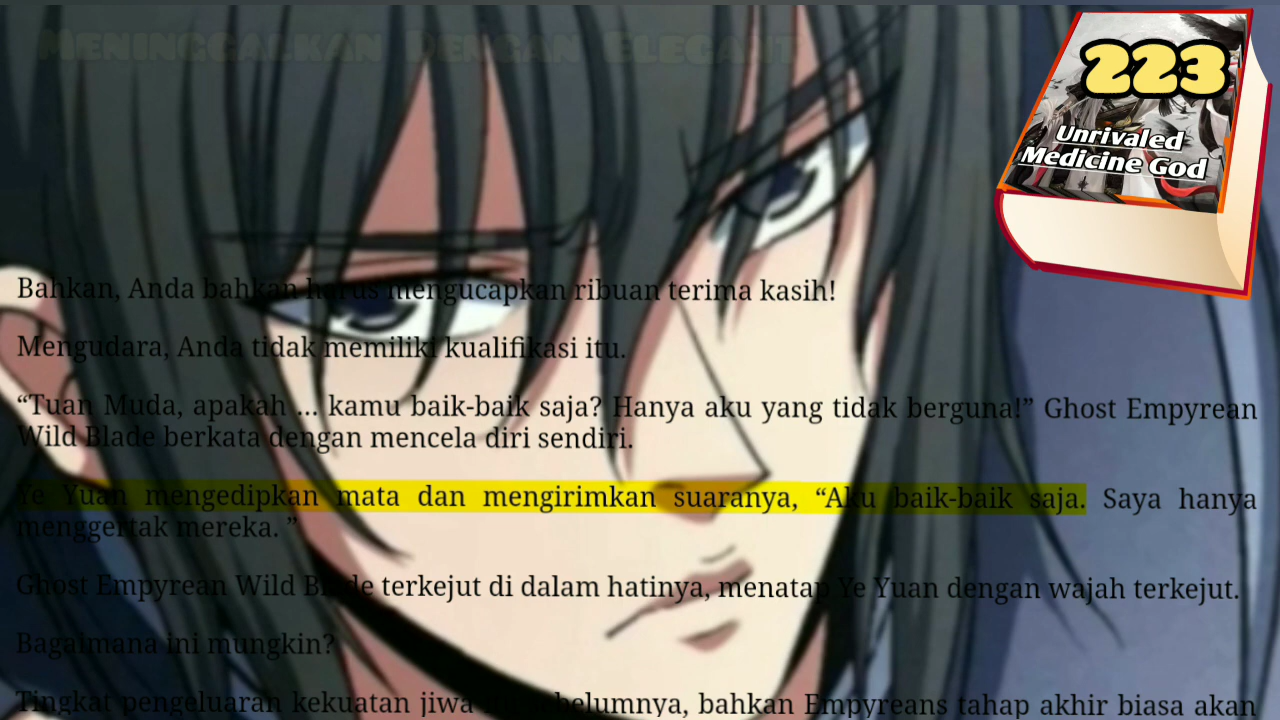 Meninggalkan Dengan Elegant
223
Unrivaled
Medicine God
Bahkan, Anda bahkan harus mengucapkan ribuan terima kasih!
Mengudara, Anda tidak memiliki kualifikasi itu.
“Tuan Muda, apakah … kamu baik-baik saja? Hanya aku yang tidak berguna!” Ghost Empyrean
Wild Blade berkata dengan mencela diri sendiri.
Ye Yuan mengedipkan mata dan mengirimkan suaranya, “Aku baik-baik saja. Saya hanya
menggertak mereka. ”
Ghost Empyrean Wild Blade terkejut di dalam hatinya, menatap Ye Yuan dengan wajah terkejut.
Bagaimana ini mungkin?
Tingkat pengeluaran kekuatan jiwa sebelumnya, bahkan Empyreans tahap akhir biasa akan